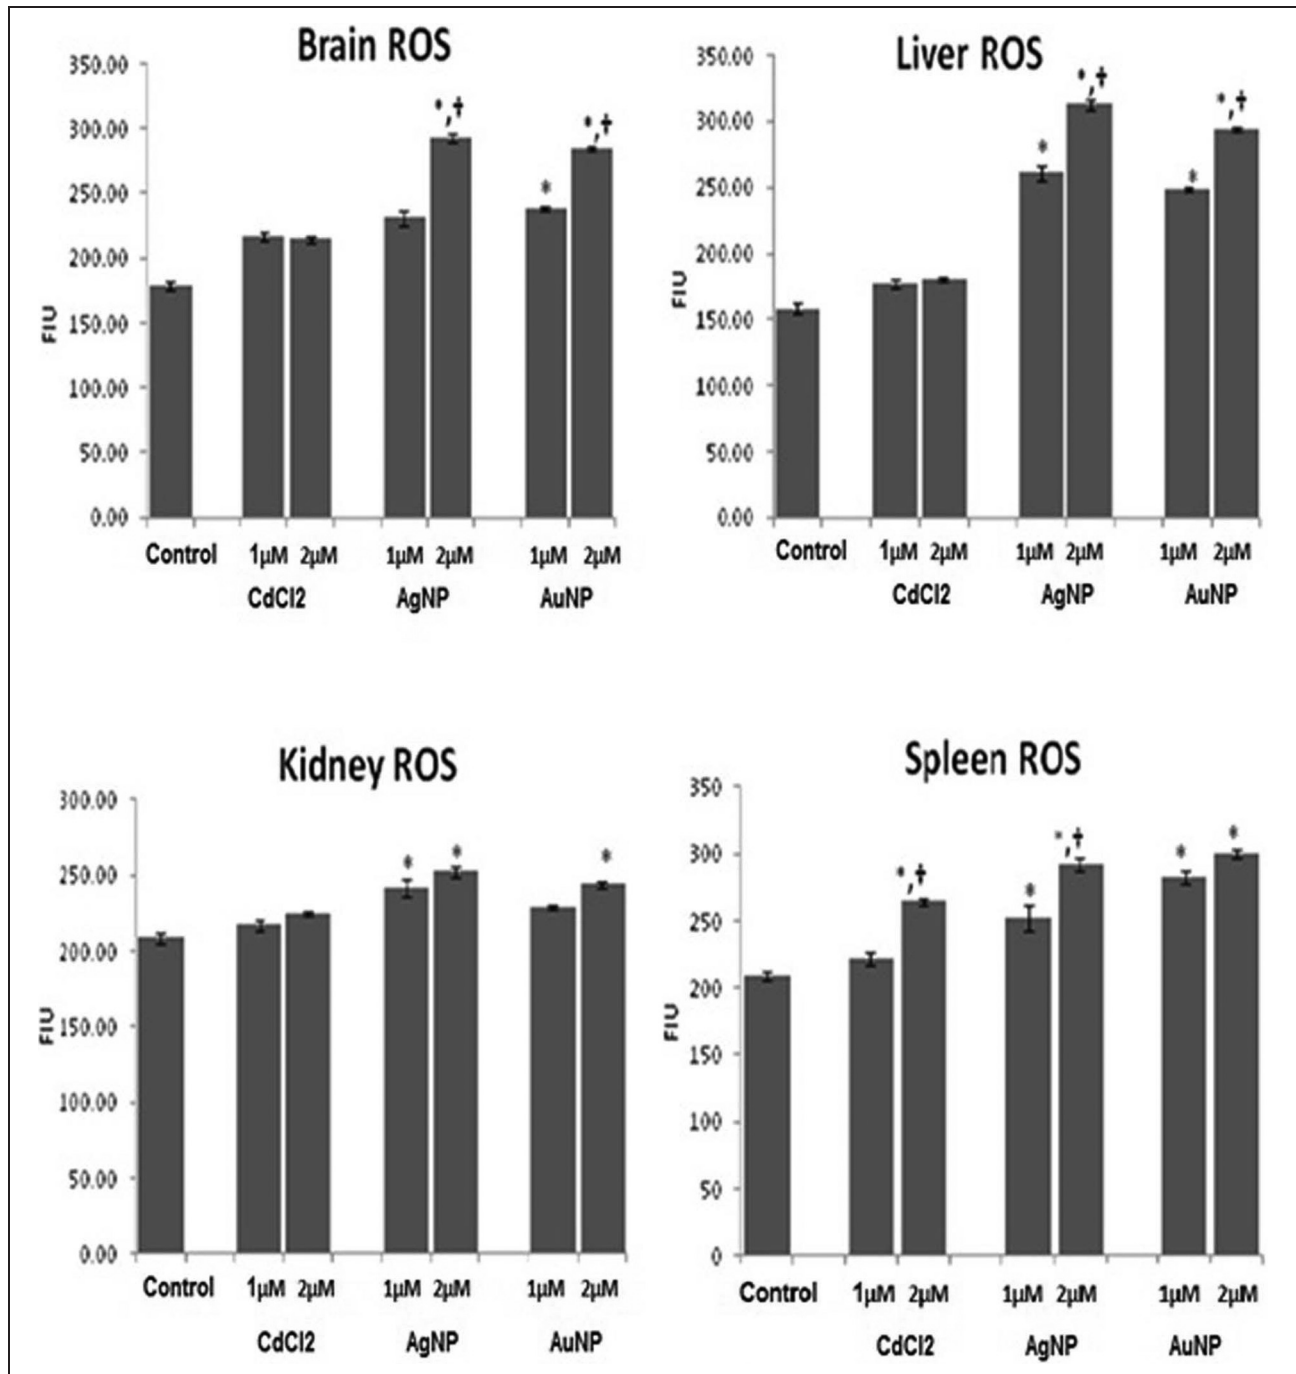 Brain ROS
350.00
300.00
250.00
200.00
150.00
100.00
50.00
0.00
FIU
*,‡
*,‡
*
Control 1µM 2µM 1µM 2µM 1µM 2µM
CdCl2 AgNP AuNP
Liver ROS
350.00
300.00
250.00
200.00
150.00
100.00
50.00
0.00
FIU
*,‡
*,‡
*
*
Control 1µM 2µM 1µM 2µM 1µM 2µM
CdCl2 AgNP AuNP
Kidney ROS
300.00
250.00
200.00
150.00
100.00
50.00
0.00
FIU
* * *
Control 1µM 2µM 1µM 2µM 1µM 2µM
CdCl2 AgNP AuNP
Spleen ROS
350
300
250
200
150
100
50
0
FIU
*,‡
*
*,‡
* *
Control 1µM 2µM 1µM 2µM 1µM 2µM
CdCl2 AgNP AuNP